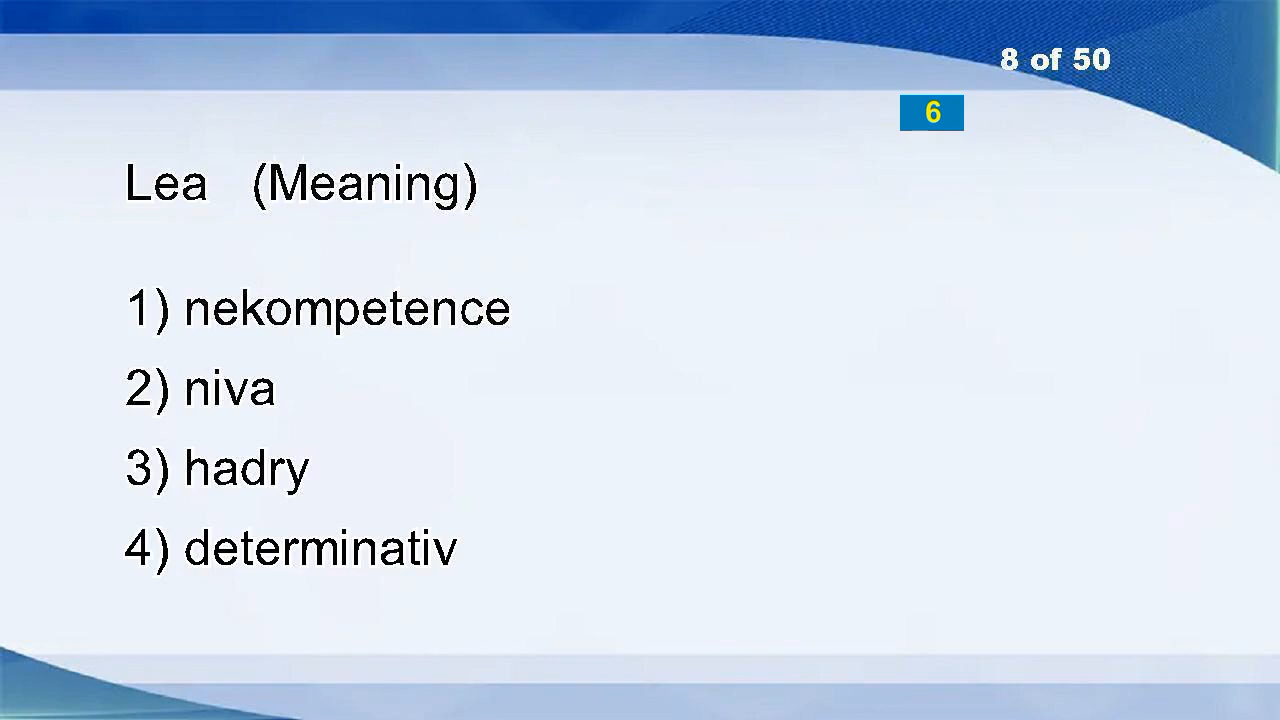 8 of 50
6
Lea (Meaning)
1) nekompetence
2) niva
3) hadry
4) determinativ